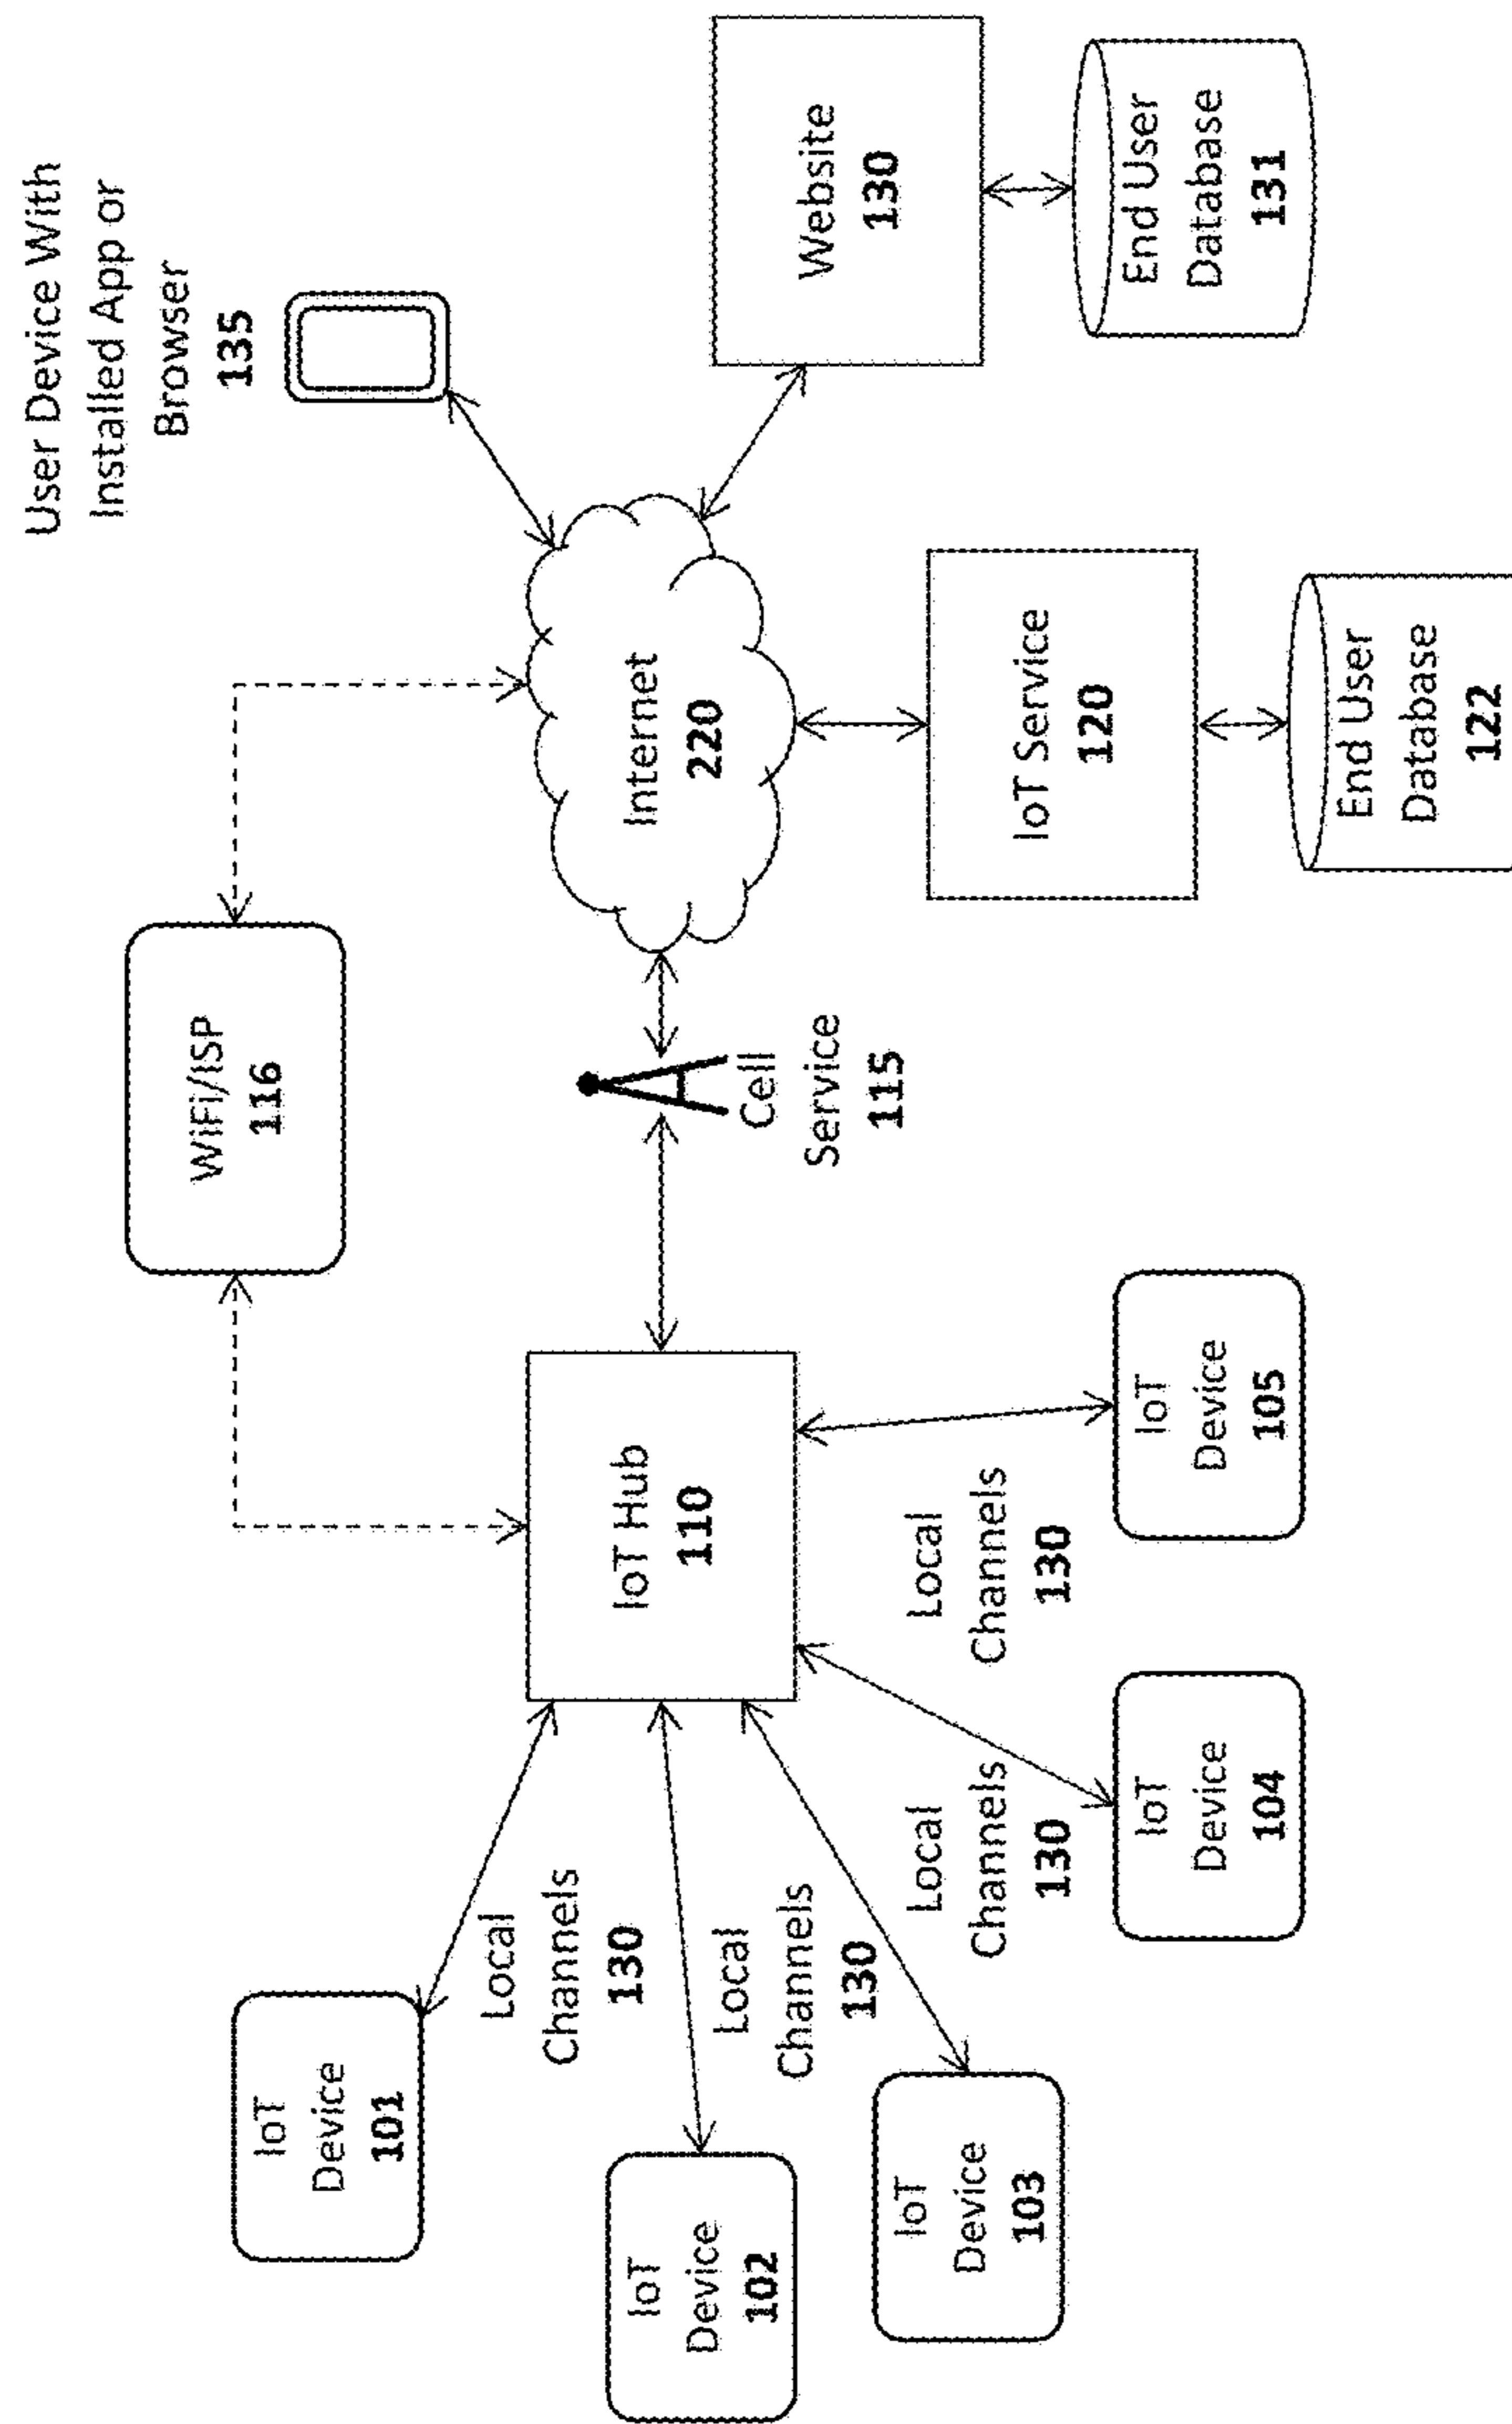 User Device With
Installed App or
Browser
135
WiFi/ISP
116
IoT
Device
101
Local
Channels
130
IoT
Device
102
Local
Channels
130
IoT
Device
103
IoT Hub
110
Cell
Service
115
Internet
220
Website
130
End User
Database
131
Local
Channels
130
IoT
Device
104
Local
Channels
130
IoT
Device
105
IoT Service
120
End User
Database
122